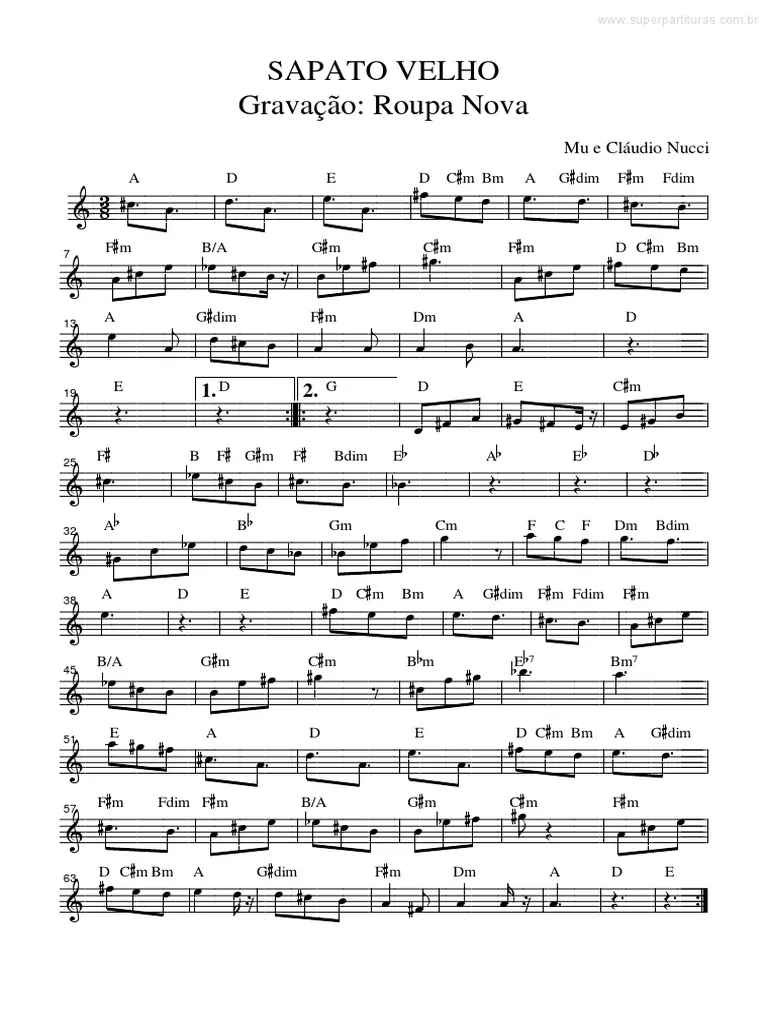 www.superpartituras.com.br
SAPATO VELHO
Gravação: Roupa Nova
Mu e Cláudio Nucci
A D E D C♯m Bm A G♯dim F♯m Fdim
3
8
7 F♯m B/A G♯m C♯m F♯m D C♯m Bm
13 A G♯dim F♯m Dm A D
19 E 1. D 2. G D E C♯m
25 F♯ B F♯ G♯m F♯ Bdim E♭ A♭ E♭ D♭
32 A♭ B♭ Gm Cm F C F Dm Bdim
38 A D E D C♯m Bm A G♯dim F♯m Fdim F♯m
45 B/A G♯m C♯m B♭m E♭7 Bm7
51 E A D E D C♯m Bm A G♯dim
57 F♯m Fdim F♯m B/A G♯m C♯m F♯m
63 D C♯m Bm A G♯dim F♯m Dm A D E